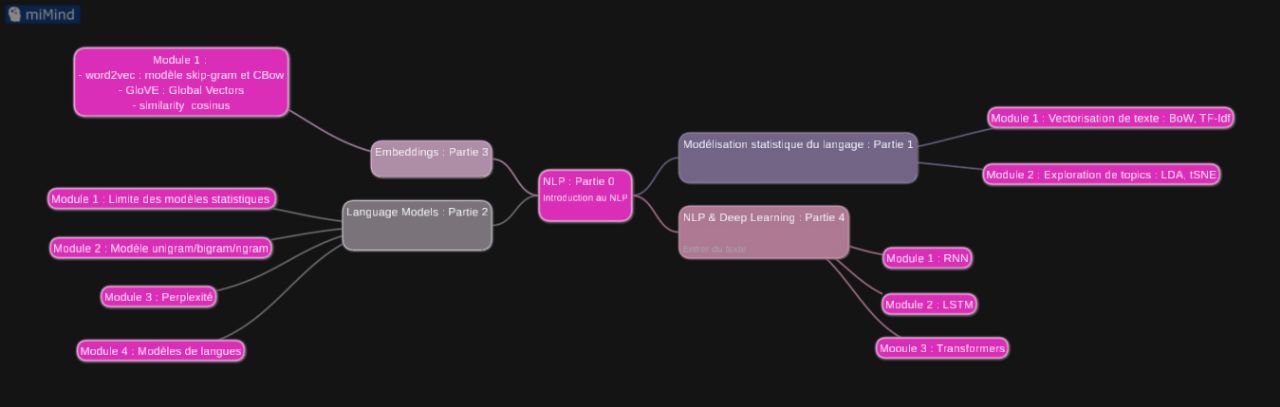 miMind
Module 1 :
- word2vec : modèle skip-gram et CBow
- GloVE : Global Vectors
- similarity cosinus
Embeddings : Partie 3
Module 1 : Limite des modèles statistiques
Language Models : Partie 2
Module 2 : Modèle unigram/bigram/ngram
Module 3 : Perplexité
Module 4 : Modèles de langues
NLP : Partie 0
Introduction au NLP
Modélisation statistique du langage : Partie 1
Module 1 : Vectorisation de texte : BoW, TF-Idf
Module 2 : Exploration de topics : LDA, tSNE
NLP & Deep Learning : Partie 4
Entrer du texte
Module 1 : RNN
Module 2 : LSTM
Mooule 3 : Transformers